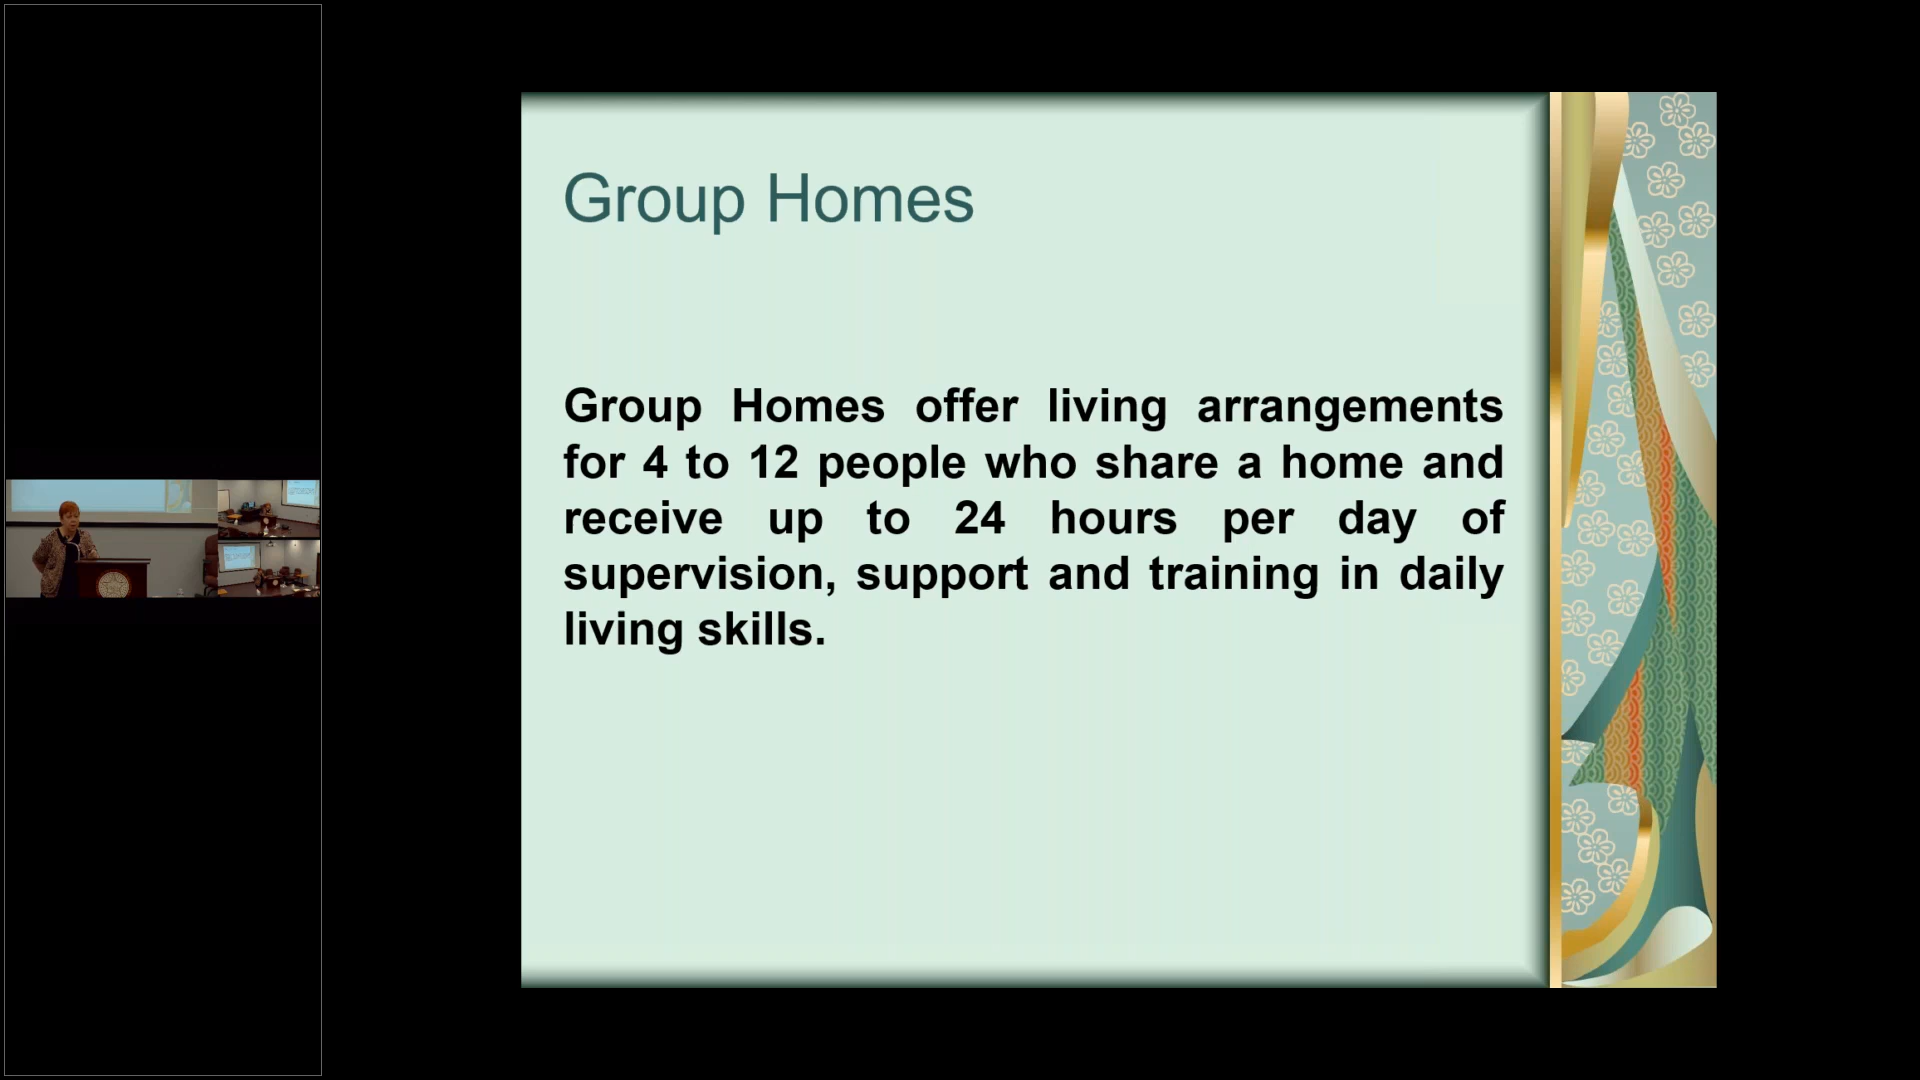 Group Homes
Group Homes offer living arrangements
for 4 to 12 people who share a home and
receive up to 24 hours per day of
supervision, support and training in daily
living skills.